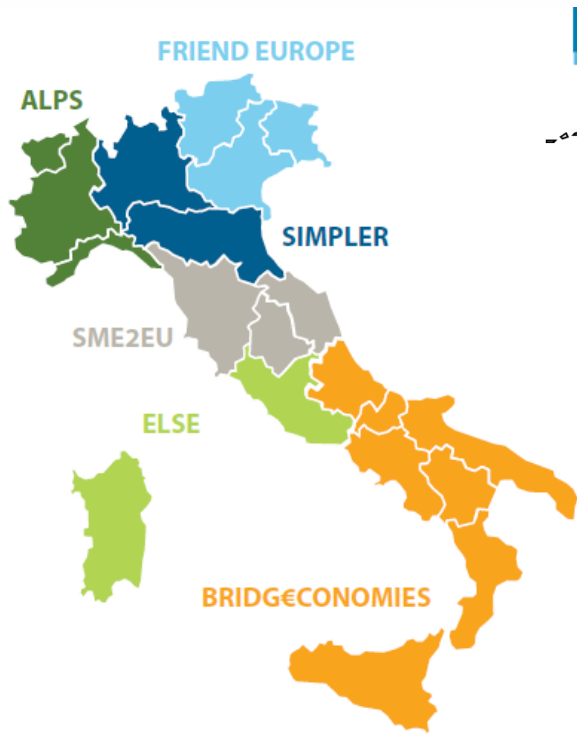 FRIEND EUROPE
ALPS
SIMPLER
SME2EU
ELSE
BRIDG€CONOMIES